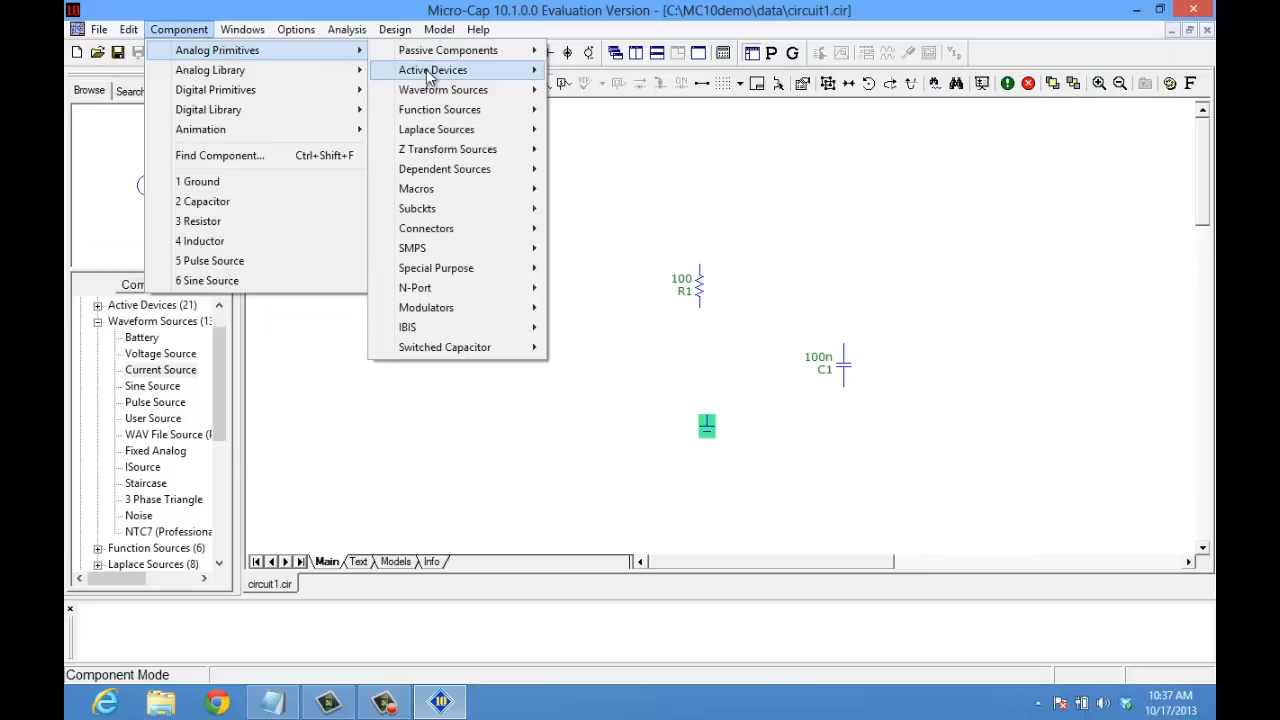 Micro-Cap 10.1.0.0 Evaluation Version - [C:\MC10demo\data\circuit1.cir]
File Edit Component Windows Options Analysis Design Model Help
Analog Primitives
Analog Library
Digital Primitives
Digital Library
Animation
Find Component... Ctrl+Shift+F
1 Ground
2 Capacitor
3 Resistor
4 Inductor
5 Pulse Source
6 Sine Source
Passive Components
Active Devices
Waveform Sources
Function Sources
Laplace Sources
Z Transform Sources
Dependent Sources
Macros
Subckts
Connectors
SMPS
Special Purpose
N-Port
Modulators
IBIS
Switched Capacitor
Browse Search
Com
Active Devices (21)
Waveform Sources (13
Battery
Voltage Source
Current Source
Sine Source
Pulse Source
User Source
WAV File Source (P
Fixed Analog
ISource
Staircase
3 Phase Triangle
Noise
NTC7 (Professiona
Function Sources (6)
Laplace Sources (8)
100
R1
100n
C1
Main Text Models Info
circuit1.cir
Component Mode
10:37 AM
10/17/2013